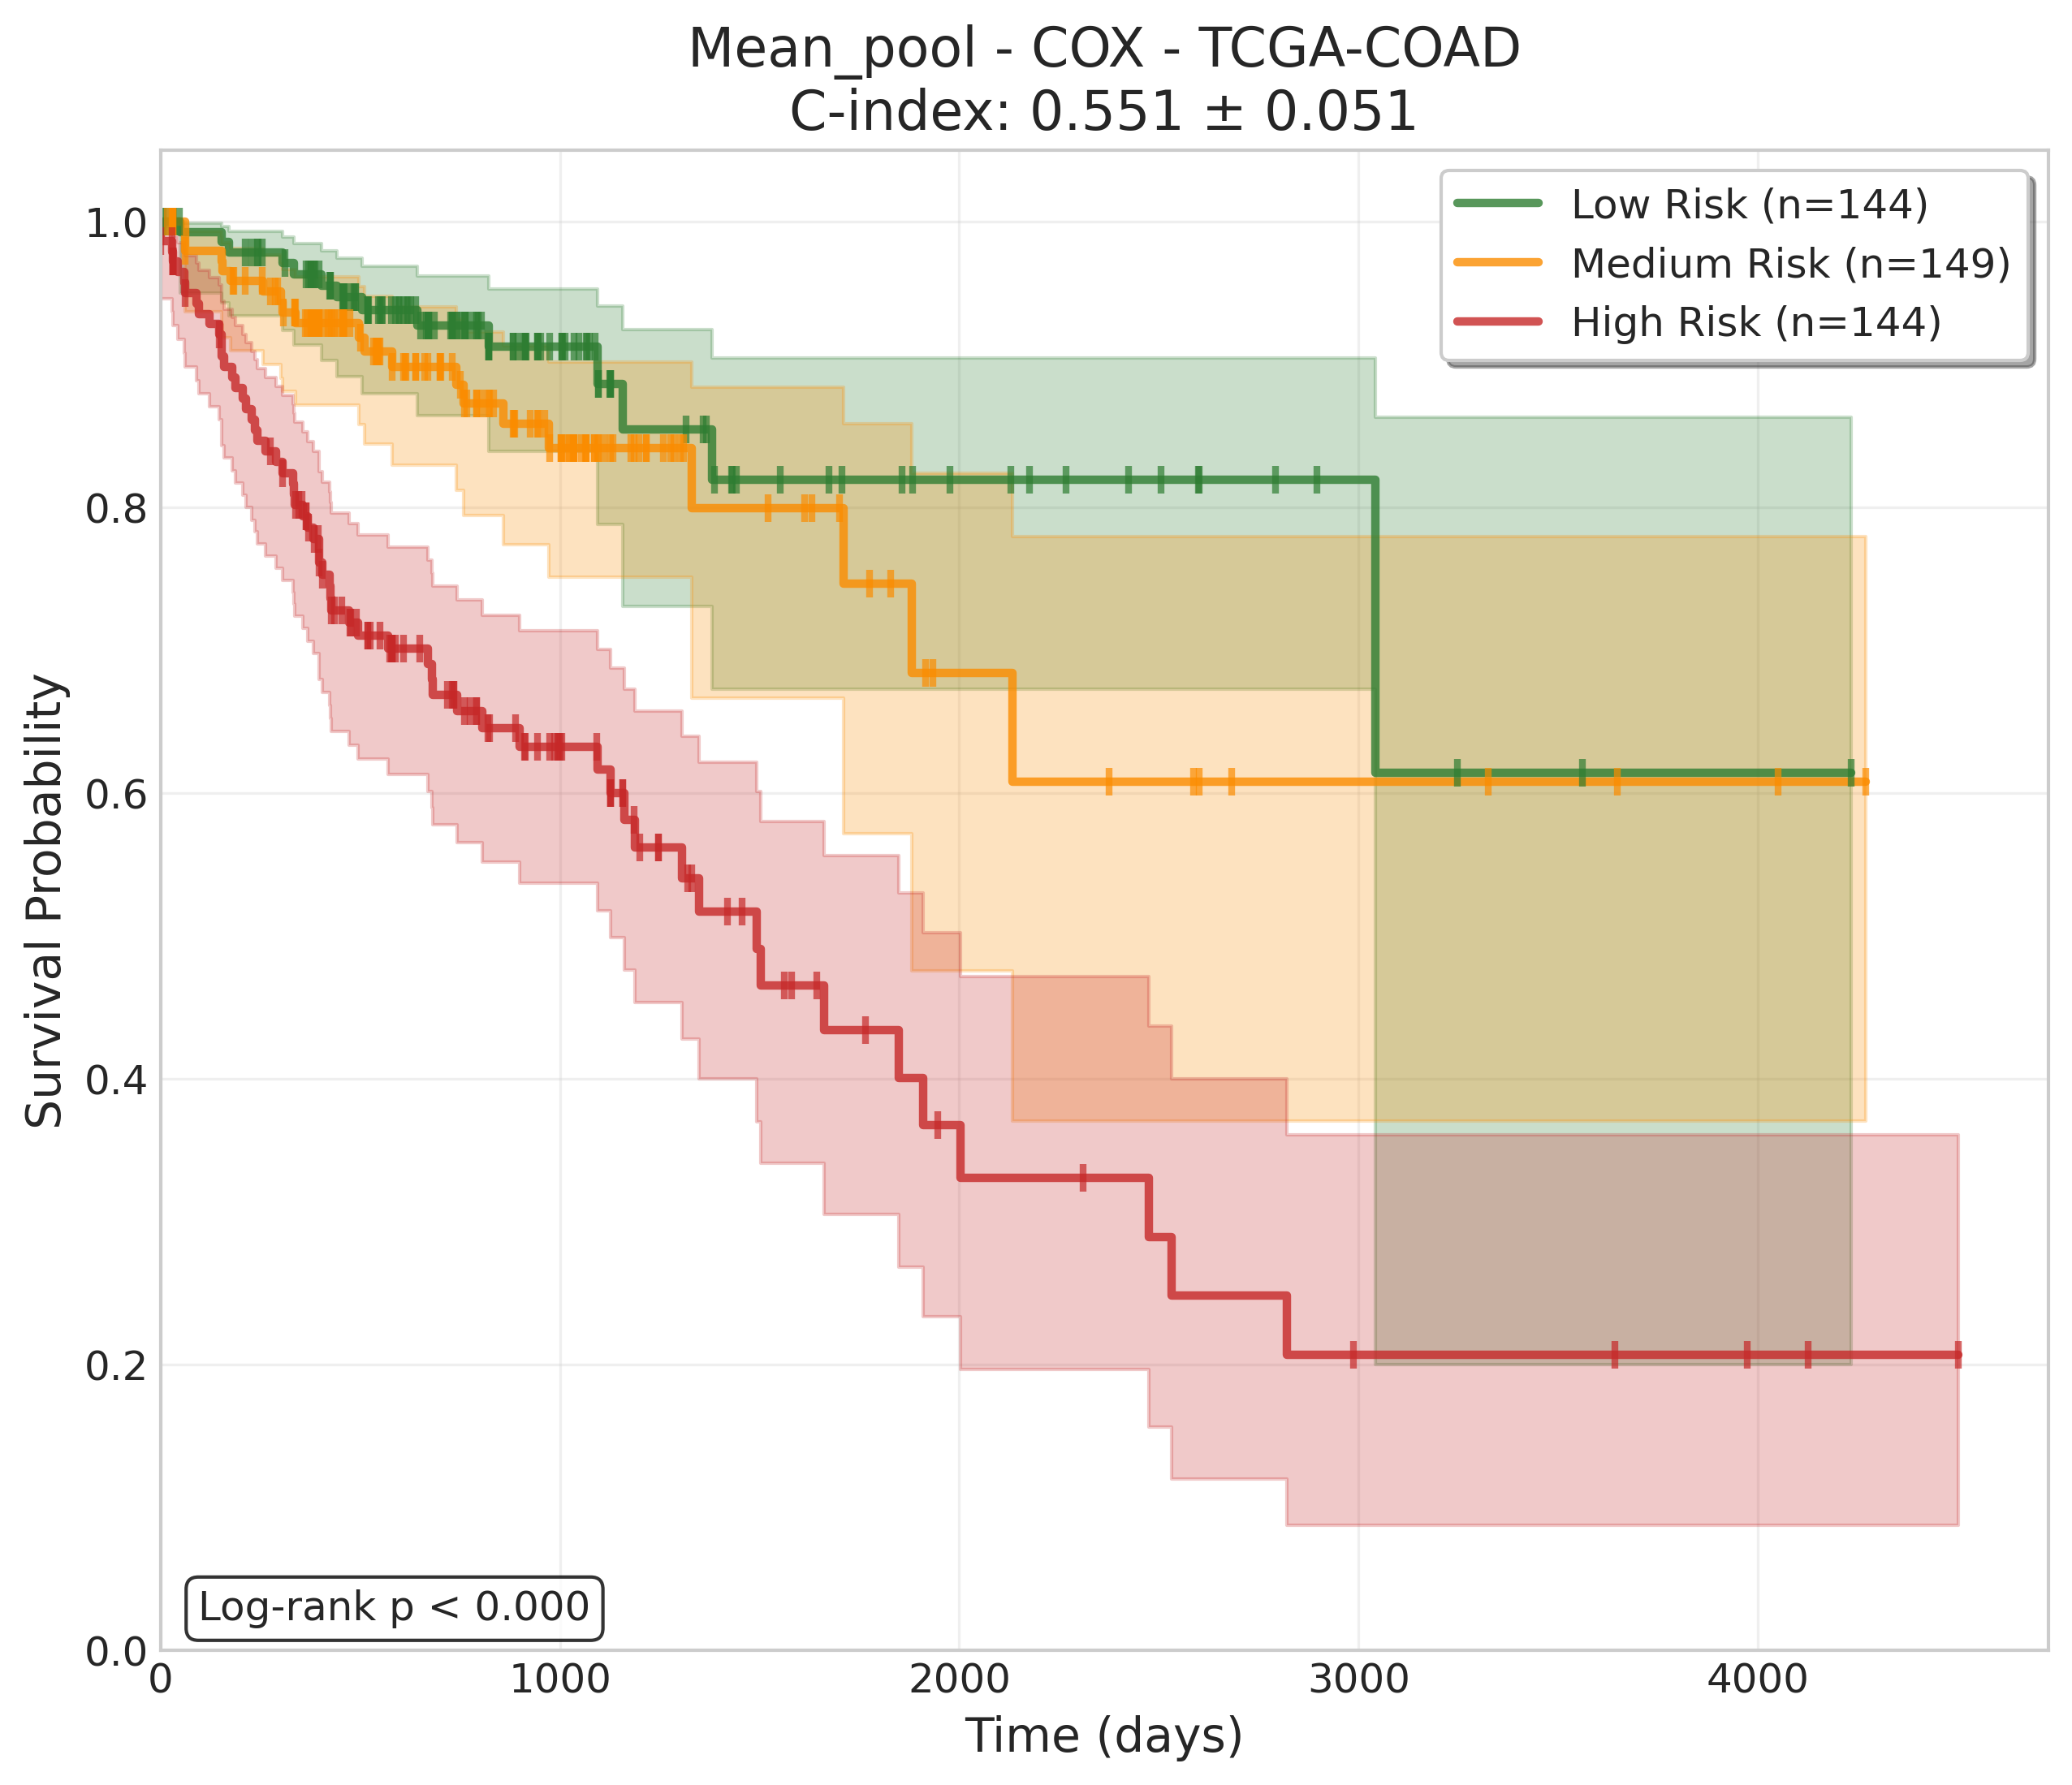 Mean_pool - COX - TCGA-COAD
C-index: 0.551 ± 0.051
Low Risk (n=144)
Medium Risk (n=149)
High Risk (n=144)
Survival Probability
1.0
0.8
0.6
0.4
0.2
0.0
Log-rank p < 0.000
0 1000 2000 3000 4000
Time (days)